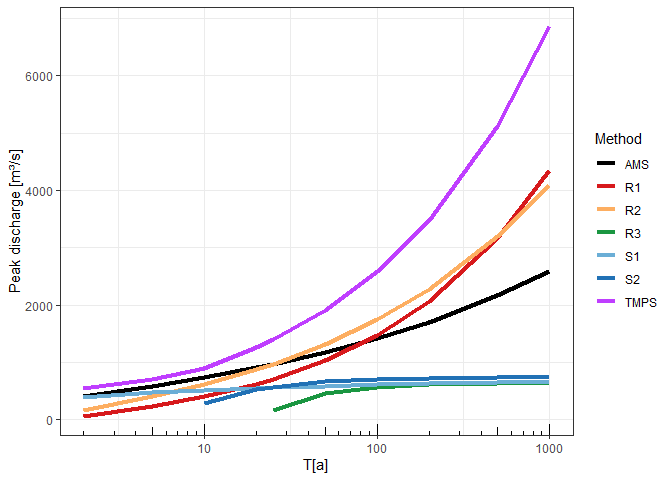 Peak discharge [m³/s]
6000
4000
2000
0
10
100
1000
T[a]
Method
AMS
R1
R2
R3
S1
S2
TMPS